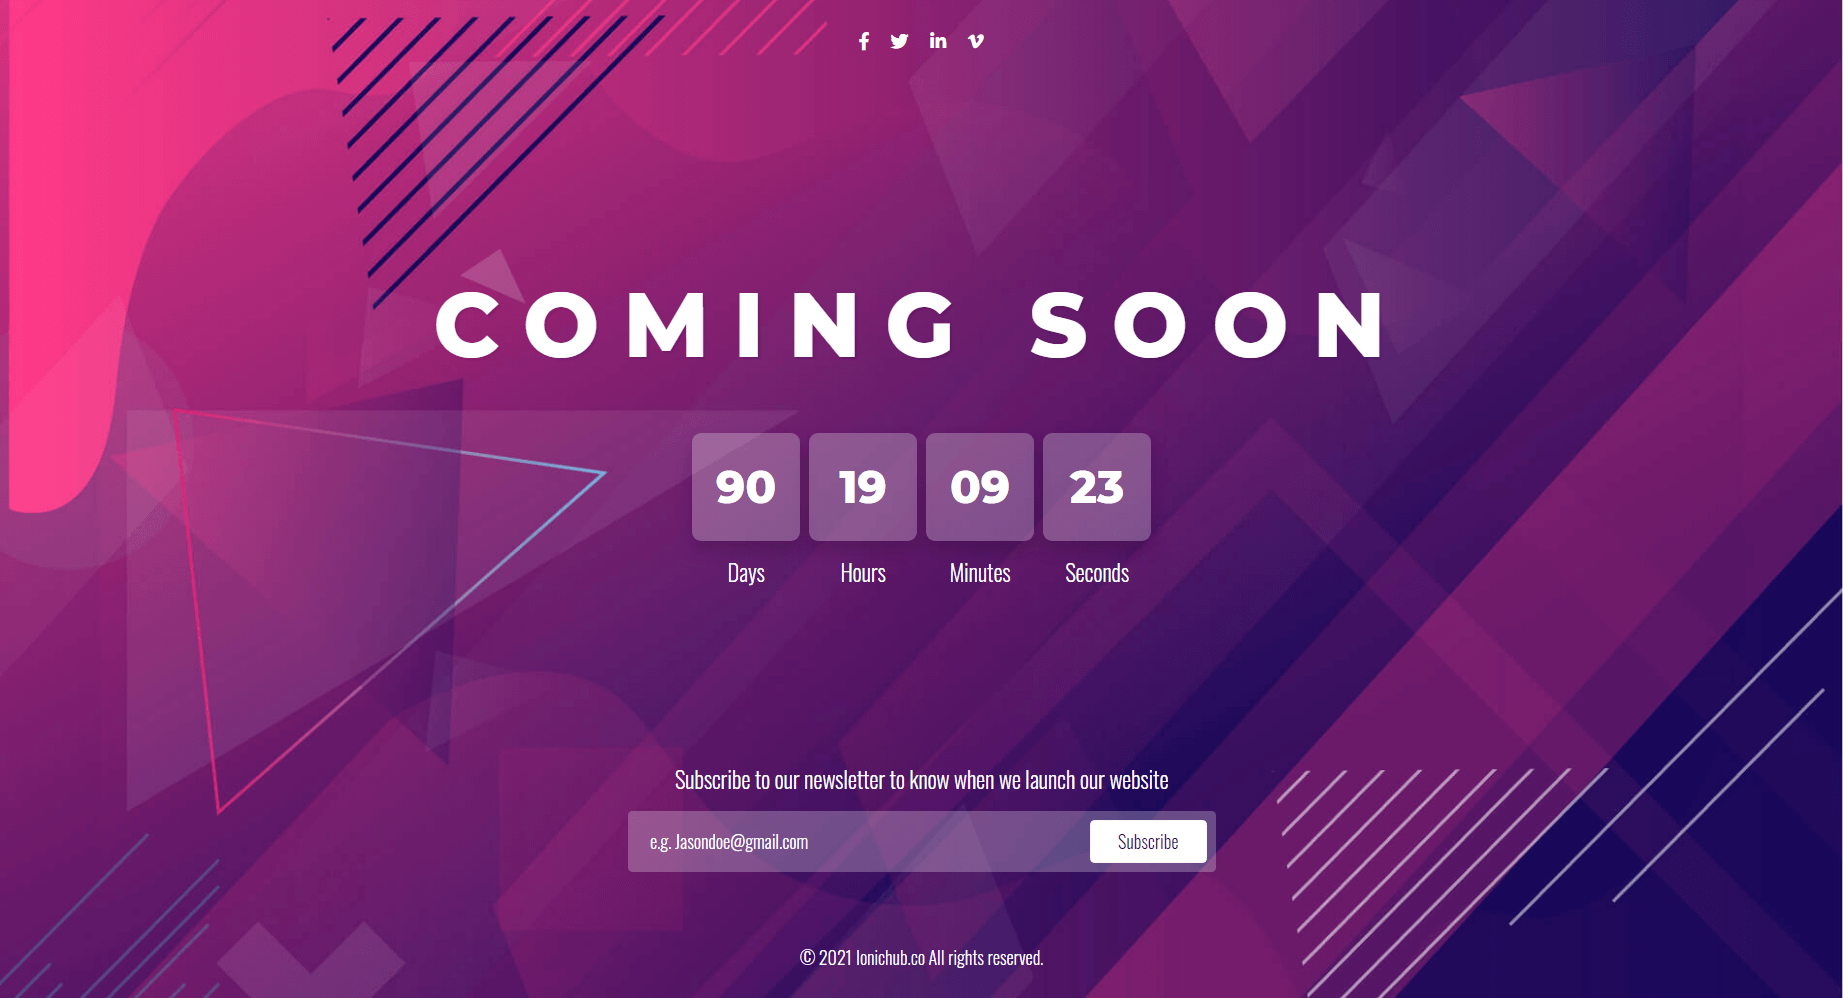 COMING SOON
90 19 09 23
Days Hours Minutes Seconds
Subscribe to our newsletter to know when we launch our website
e.g. Jasondoe@gmail.com Subscribe
© 2021 Ionichub.co All rights reserved.